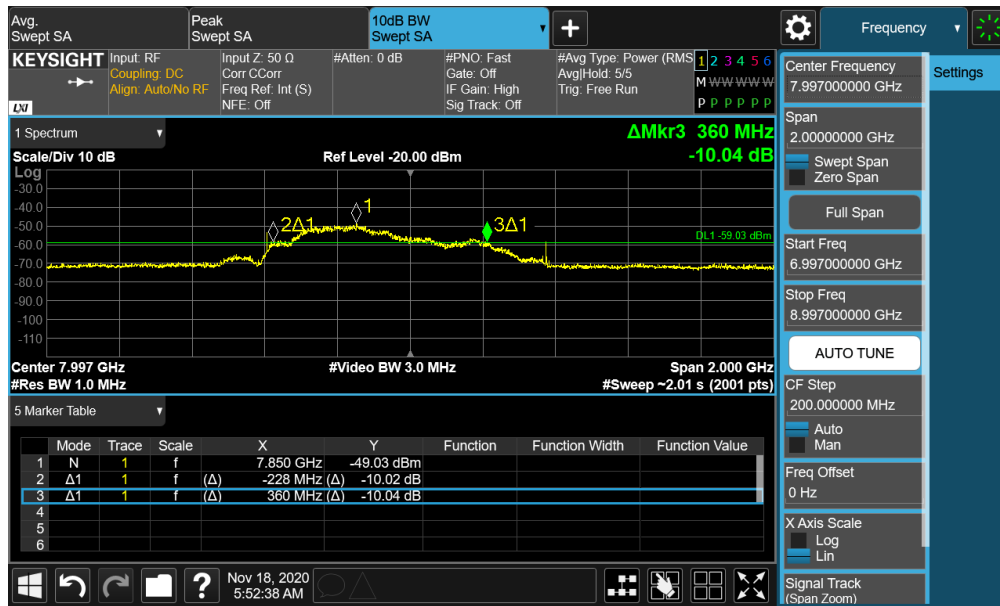 Avg.
Swept SA
Peak
Swept SA
10dB BW
Swept SA
Frequency
KEYSIGHT
LXI
Input: RF
Coupling: DC
Align: Auto/No RF
Input Z: 50 Ω
Corr CCorr
Freq Ref: Int (S)
NFE: Off
#Atten: 0 dB
#PNO: Fast
Gate: Off
IF Gain: High
Sig Track: Off
#Avg Type: Power (RMS
Avg|Hold: 5/5
Trig: Free Run
1 2 3 4 5 6
M W W W W W
P P P P P P
1 Spectrum
ΔMkr3 360 MHz
-10.04 dB
Scale/Div 10 dB
Ref Level -20.00 dBm
Log
-30.0
-40.0
-50.0
-60.0
-70.0
-80.0
-90.0
-100
-110
1
2Δ1
3Δ1
DL1 -59.03 dBm
Center 7.997 GHz
#Video BW 3.0 MHz
Span 2.000 GHz
#Res BW 1.0 MHz
#Sweep ~2.01 s (2001 pts)
5 Marker Table
Mode Trace Scale X Y Function Function Width Function Value
1 N 1 f 7.850 GHz -49.03 dBm
2 Δ1 1 f (Δ) -228 MHz (Δ) -10.02 dB
3 Δ1 1 f (Δ) 360 MHz (Δ) -10.04 dB
4
5
6
Nov 18, 2020
5:52:38 AM
Center Frequency
7.997000000 GHz
Span
2.00000000 GHz
Swept Span
Zero Span
Full Span
Start Freq
6.997000000 GHz
Stop Freq
8.997000000 GHz
AUTO TUNE
CF Step
200.000000 MHz
Auto
Man
Freq Offset
0 Hz
X Axis Scale
Log
Lin
Signal Track
(Span Zoom)
Settings